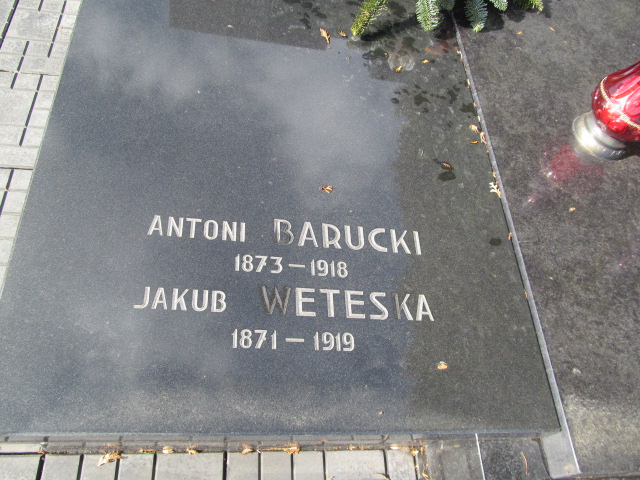 ANTONI BARUCKI
1873 – 1918
JAKUB WETESKA
1871 – 1919